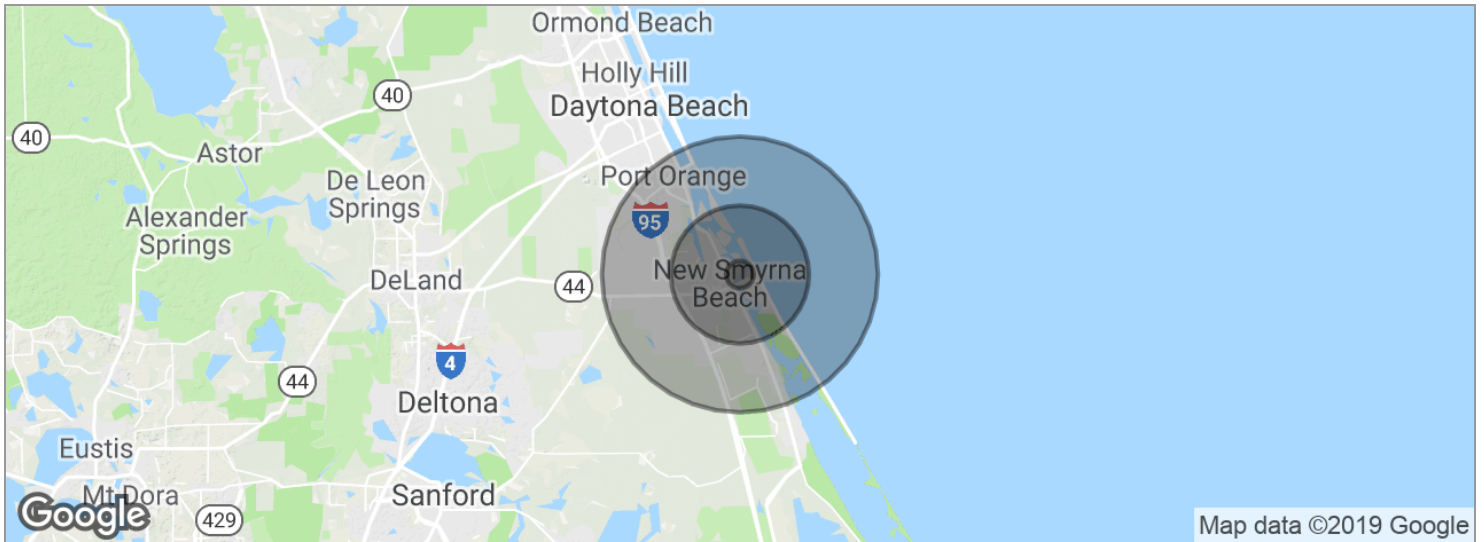 Ormond Beach
Holly Hill
40
Daytona Beach
40
Astor
Port Orange
De Leon
Springs
Alexander
Springs
95
DeLand
44
New Smyrna
Beach
4
44
Deltona
Eustis
Mt Dora
Sanford
Google
429
Map data ©2019 Google